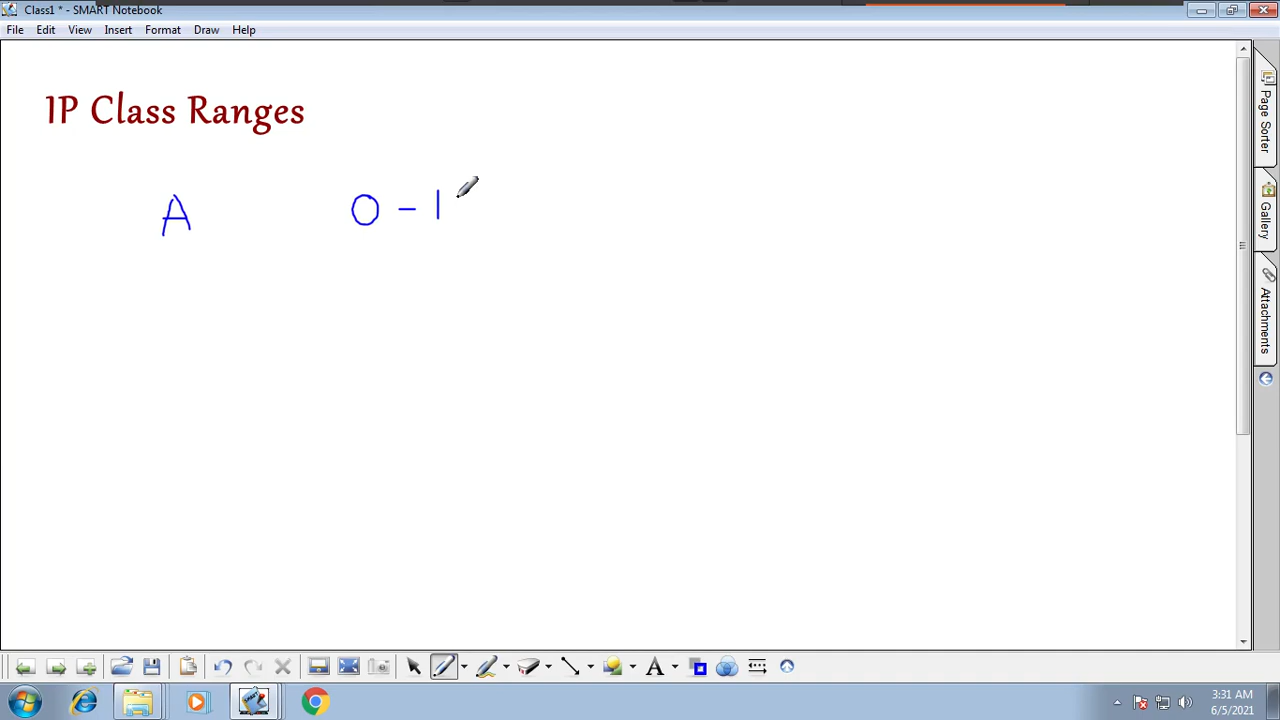 Class1 * - SMART Notebook
File Edit View Insert Format Draw Help
IP Class Ranges
A 0 - 1
Page Sorter
Gallery
Attachments
3:31 AM
6/5/2021